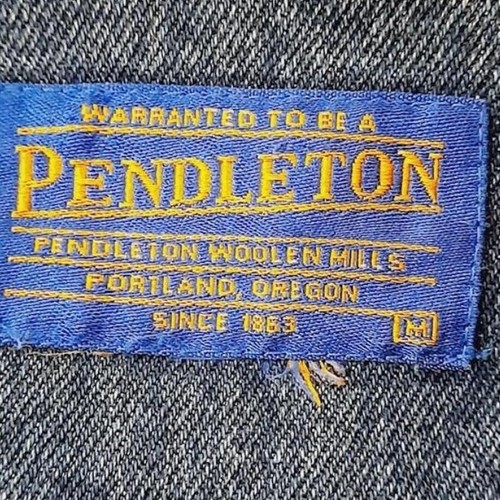 WARRANTED TO BE A
PENDLETON
PENDLETON WOOLEN MILLS
PORTLAND, OREGON
SINCE 1863 M